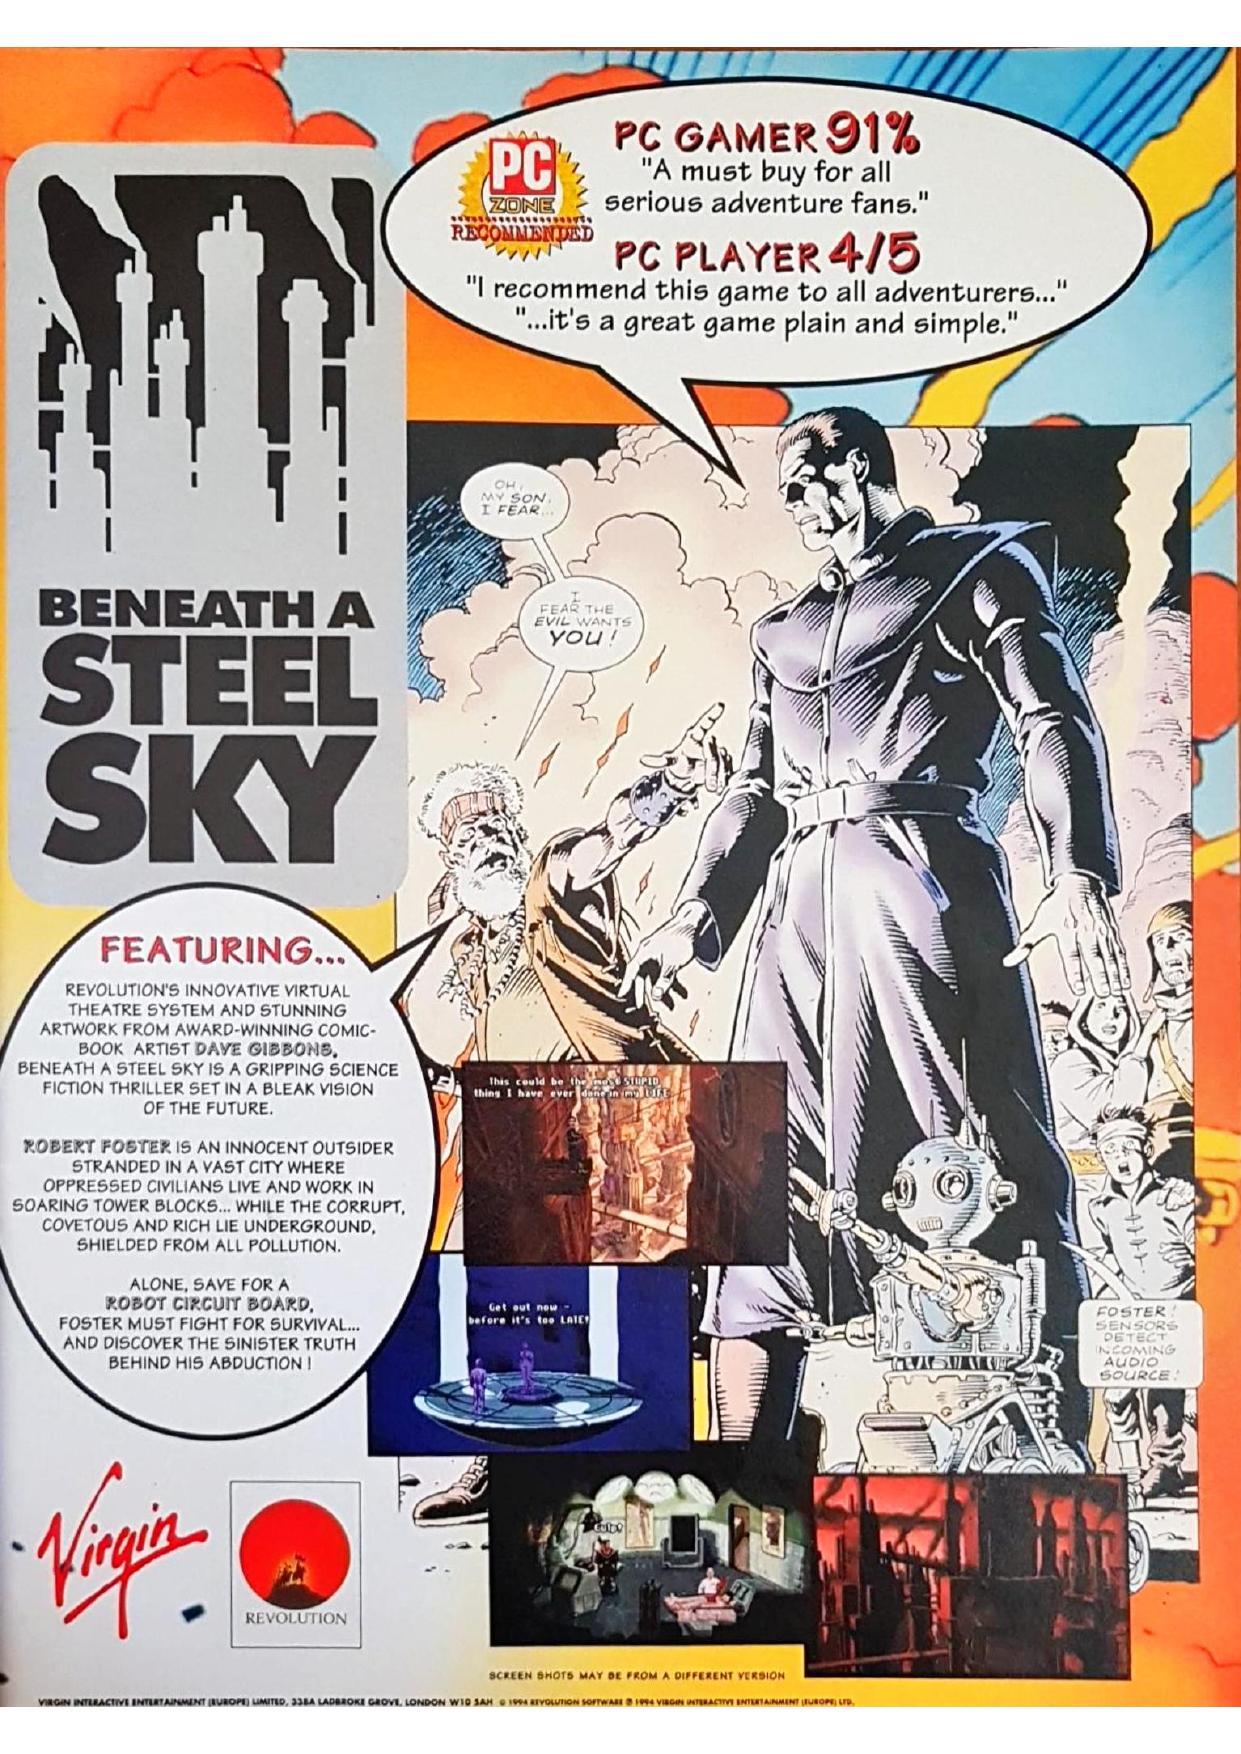 PC GAMER 91%
"A must buy for all
serious adventure fans."
PC
ZONE
RECOMMENDED
PC PLAYER 4/5
"I recommend this game to all adventurers..."
"...it's a great game plain and simple."
OH,
MY SON,
I FEAR...
I
FEAR THE
EVIL WANTS
YOU!
BENEATH A
STEEL
SKY
FEATURING...
REVOLUTION'S INNOVATIVE VIRTUAL
THEATRE SYSTEM AND STUNNING
ARTWORK FROM AWARD-WINNING COMIC-
BOOK ARTIST DAVE GIBBONS,
BENEATH A STEEL SKY IS A GRIPPING SCIENCE
FICTION THRILLER SET IN A BLEAK VISION
OF THE FUTURE.
ROBERT FOSTER IS AN INNOCENT OUTSIDER
STRANDED IN A VAST CITY WHERE
OPPRESSED CIVILIANS LIVE AND WORK IN
SOARING TOWER BLOCKS... WHILE THE CORRUPT,
COVETOUS AND RICH LIE UNDERGROUND,
SHIELDED FROM ALL POLLUTION.
ALONE, SAVE FOR A
ROBOT CIRCUIT BOARD,
FOSTER MUST FIGHT FOR SURVIVAL...
AND DISCOVER THE SINISTER TRUTH
BEHIND HIS ABDUCTION!
This could be the most STUPID
thing I have ever done in my LIFE
Get out now -
before it's too LATE!
FOSTER!
SENSORS
DETECT
INCOMING
AUDIO
SOURCE!
Gulp!
Virgin
REVOLUTION
SCREEN SHOTS MAY BE FROM A DIFFERENT VERSION
VIRGIN INTERACTIVE ENTERTAINMENT (EUROPE) LIMITED, 338A LADBROKE GROVE, LONDON W10 5AH © 1994 REVOLUTION SOFTWARE ℗ 1994 VIRGIN INTERACTIVE ENTERTAINMENT (EUROPE) LTD.